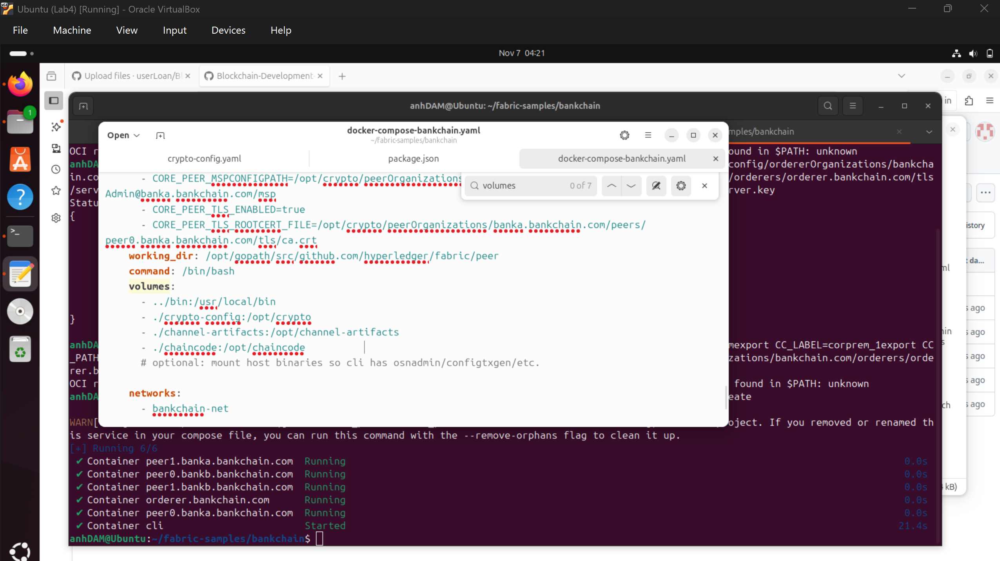 Ubuntu (Lab4) [Running] - Oracle VirtualBox
File Machine View Input Devices Help
Nov 7 04:21
Upload files · userLoan/Bl
Blockchain-Development-
in
anhDAM@Ubuntu: ~/fabric-samples/bankchain
1
Open
docker-compose-bankchain.yaml
~/fabric-samples/bankchain
mples/bankchain
crypto-config.yaml
package.json
docker-compose-bankchain.yaml
volumes 0 of 7
- CORE_PEER_MSPCONFIGPATH=/opt/crypto/peerOrganizations
Admin@banka.bankchain.com/msp
- CORE_PEER_TLS_ENABLED=true
- CORE_PEER_TLS_ROOTCERT_FILE=/opt/crypto/peerOrganizations/banka.bankchain.com/peers/
peer0.banka.bankchain.com/tls/ca.crt
working_dir: /opt/gopath/src/github.com/hyperledger/fabric/peer
command: /bin/bash
volumes:
- ../bin:/usr/local/bin
- ./crypto-config:/opt/crypto
- ./channel-artifacts:/opt/channel-artifacts
- ./chaincode:/opt/chaincode
# optional: mount host binaries so cli has osnadmin/configtxgen/etc.
networks:
- bankchain-net
OCI r
ound in $PATH: unknown
anhDA
config/ordererOrganizations/bankcha
in.co
/orderers/orderer.bankchain.com/tls
/serv
rver.key
Statu
{
}
anhDA
mexport CC_LABEL=corprem_1export CC
_PATH
zations/bankchain.com/orderers/orde
rer.b
OCI r
found in $PATH: unknown
anhDA
eate
WARN[
oject. If you removed or renamed th
is service in your compose file, you can run this command with the --remove-orphans flag to clean it up.
[+] Running 6/6
✔ Container peer1.banka.bankchain.com Running 0.0s
✔ Container peer0.bankb.bankchain.com Running 0.0s
✔ Container peer1.bankb.bankchain.com Running 0.0s
✔ Container orderer.bankchain.com Running 0.0s
✔ Container peer0.banka.bankchain.com Running 0.0s
✔ Container cli Started 21.4s
anhDAM@Ubuntu:~/fabric-samples/bankchain$
istory
t da...
ml
s ago
in
s ago
s
s ago
s ago
ch
s ago
kB)